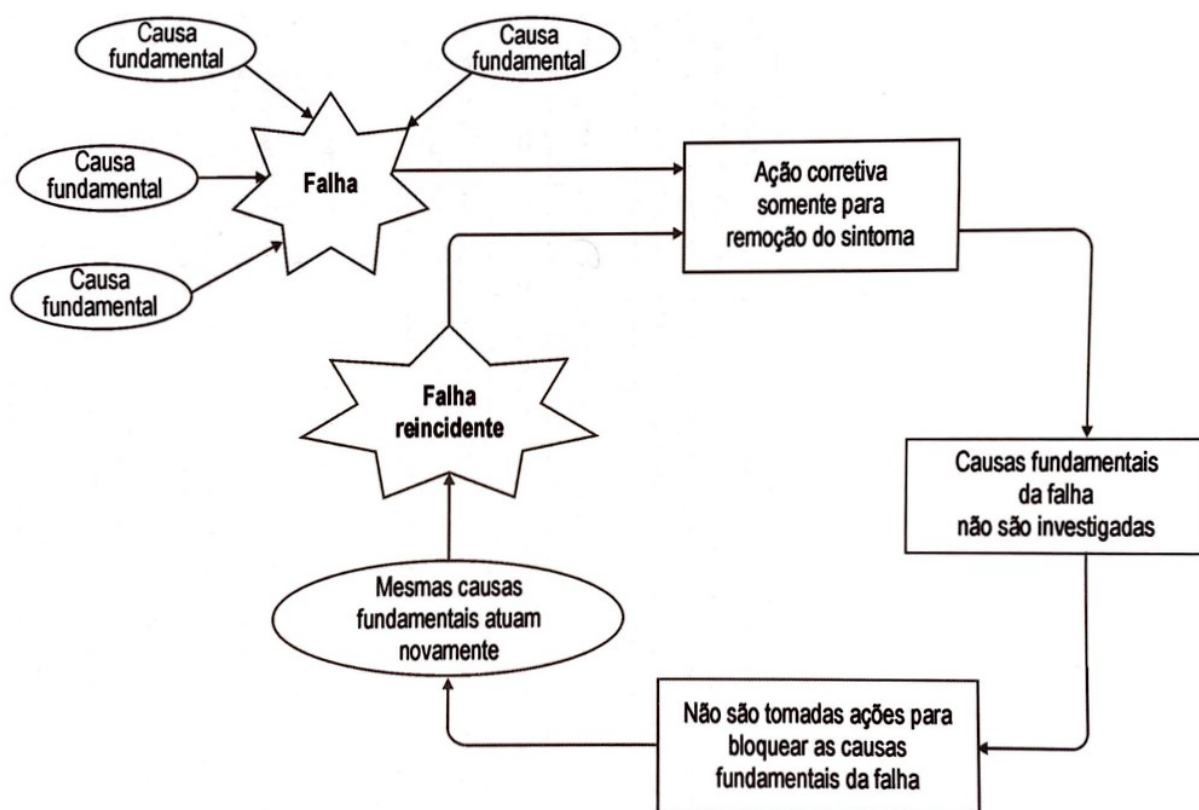 Causa
fundamental
Causa
fundamental
Causa
fundamental
Falha
Ação corretiva
somente para
remoção do sintoma
Causa
fundamental
Falha
reincidente
Causas fundamentais
da falha
não são investigadas
Mesmas causas
fundamentais atuam
novamente
Não são tomadas ações para
bloquear as causas
fundamentais da falha